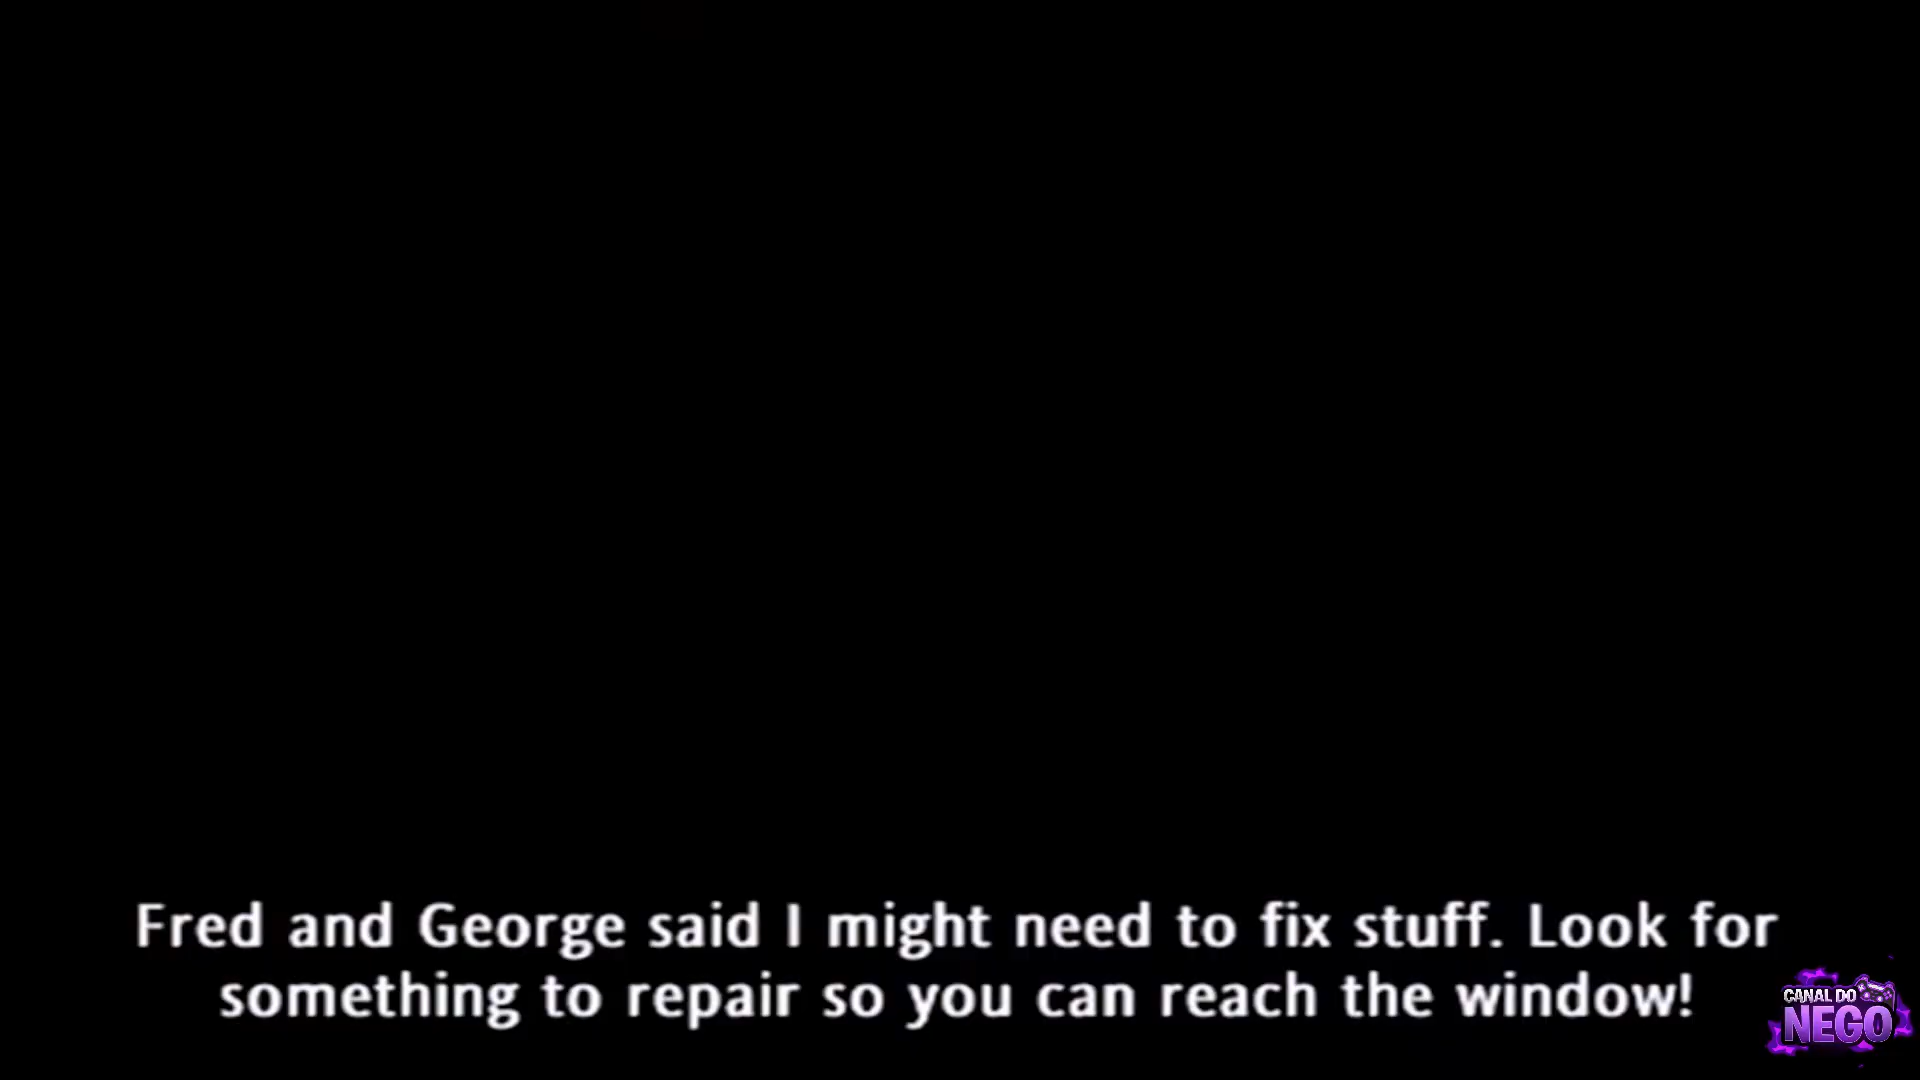 Fred and George said I might need to fix stuff. Look for
something to repair so you can reach the window!
CANAL DO
NEGO